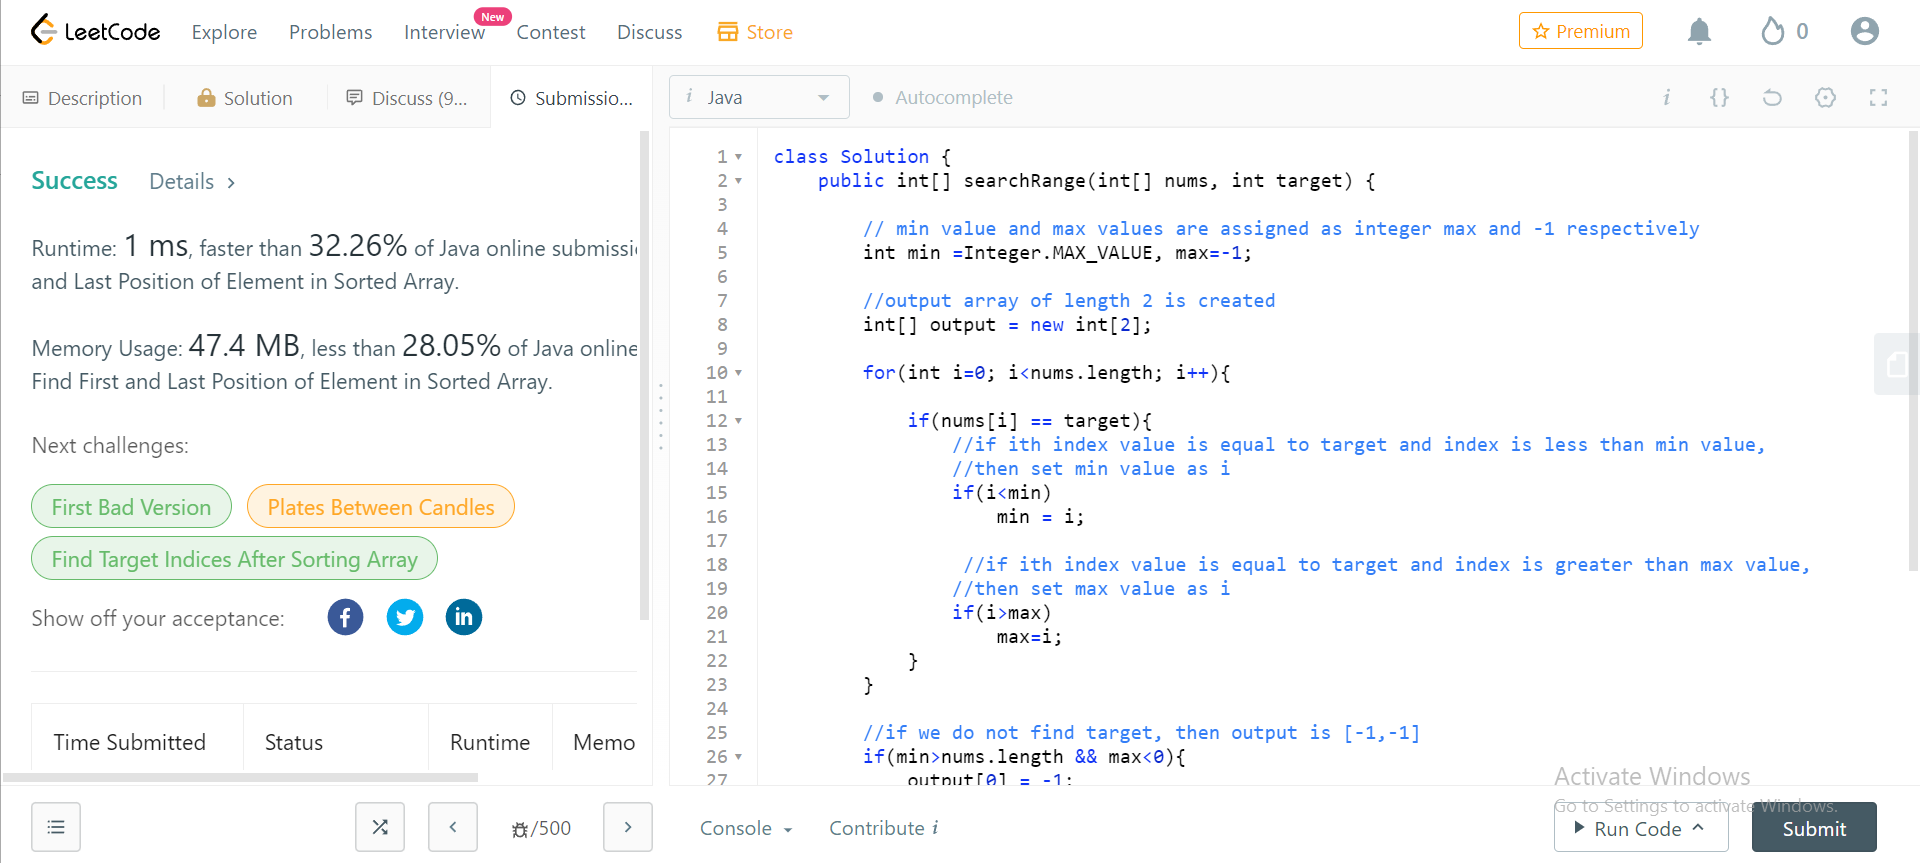 LeetCode Explore Problems Interview New Contest Discuss Store Premium 0
Description Solution Discuss (9... Submissio...
i Java Autocomplete i {}
Success Details >
Runtime: 1 ms, faster than 32.26% of Java online submissi
and Last Position of Element in Sorted Array.
Memory Usage: 47.4 MB, less than 28.05% of Java online
Find First and Last Position of Element in Sorted Array.
Next challenges:
First Bad Version Plates Between Candles
Find Target Indices After Sorting Array
Show off your acceptance:
Time Submitted Status Runtime Memo
1 class Solution {
2 public int[] searchRange(int[] nums, int target) {
3
4 // min value and max values are assigned as integer max and -1 respectively
5 int min =Integer.MAX_VALUE, max=-1;
6
7 //output array of length 2 is created
8 int[] output = new int[2];
9
10 for(int i=0; i<nums.length; i++){
11
12 if(nums[i] == target){
13 //if ith index value is equal to target and index is less than min value,
14 //then set min value as i
15 if(i<min)
16 min = i;
17
18 //if ith index value is equal to target and index is greater than max value,
19 //then set max value as i
20 if(i>max)
21 max=i;
22 }
23 }
24
25 //if we do not find target, then output is [-1,-1]
26 if(min>nums.length && max<0){
27 output[0] = -1;
Activate Windows
Go to Settings to activate Windows.
/500 Console Contribute i Run Code Submit